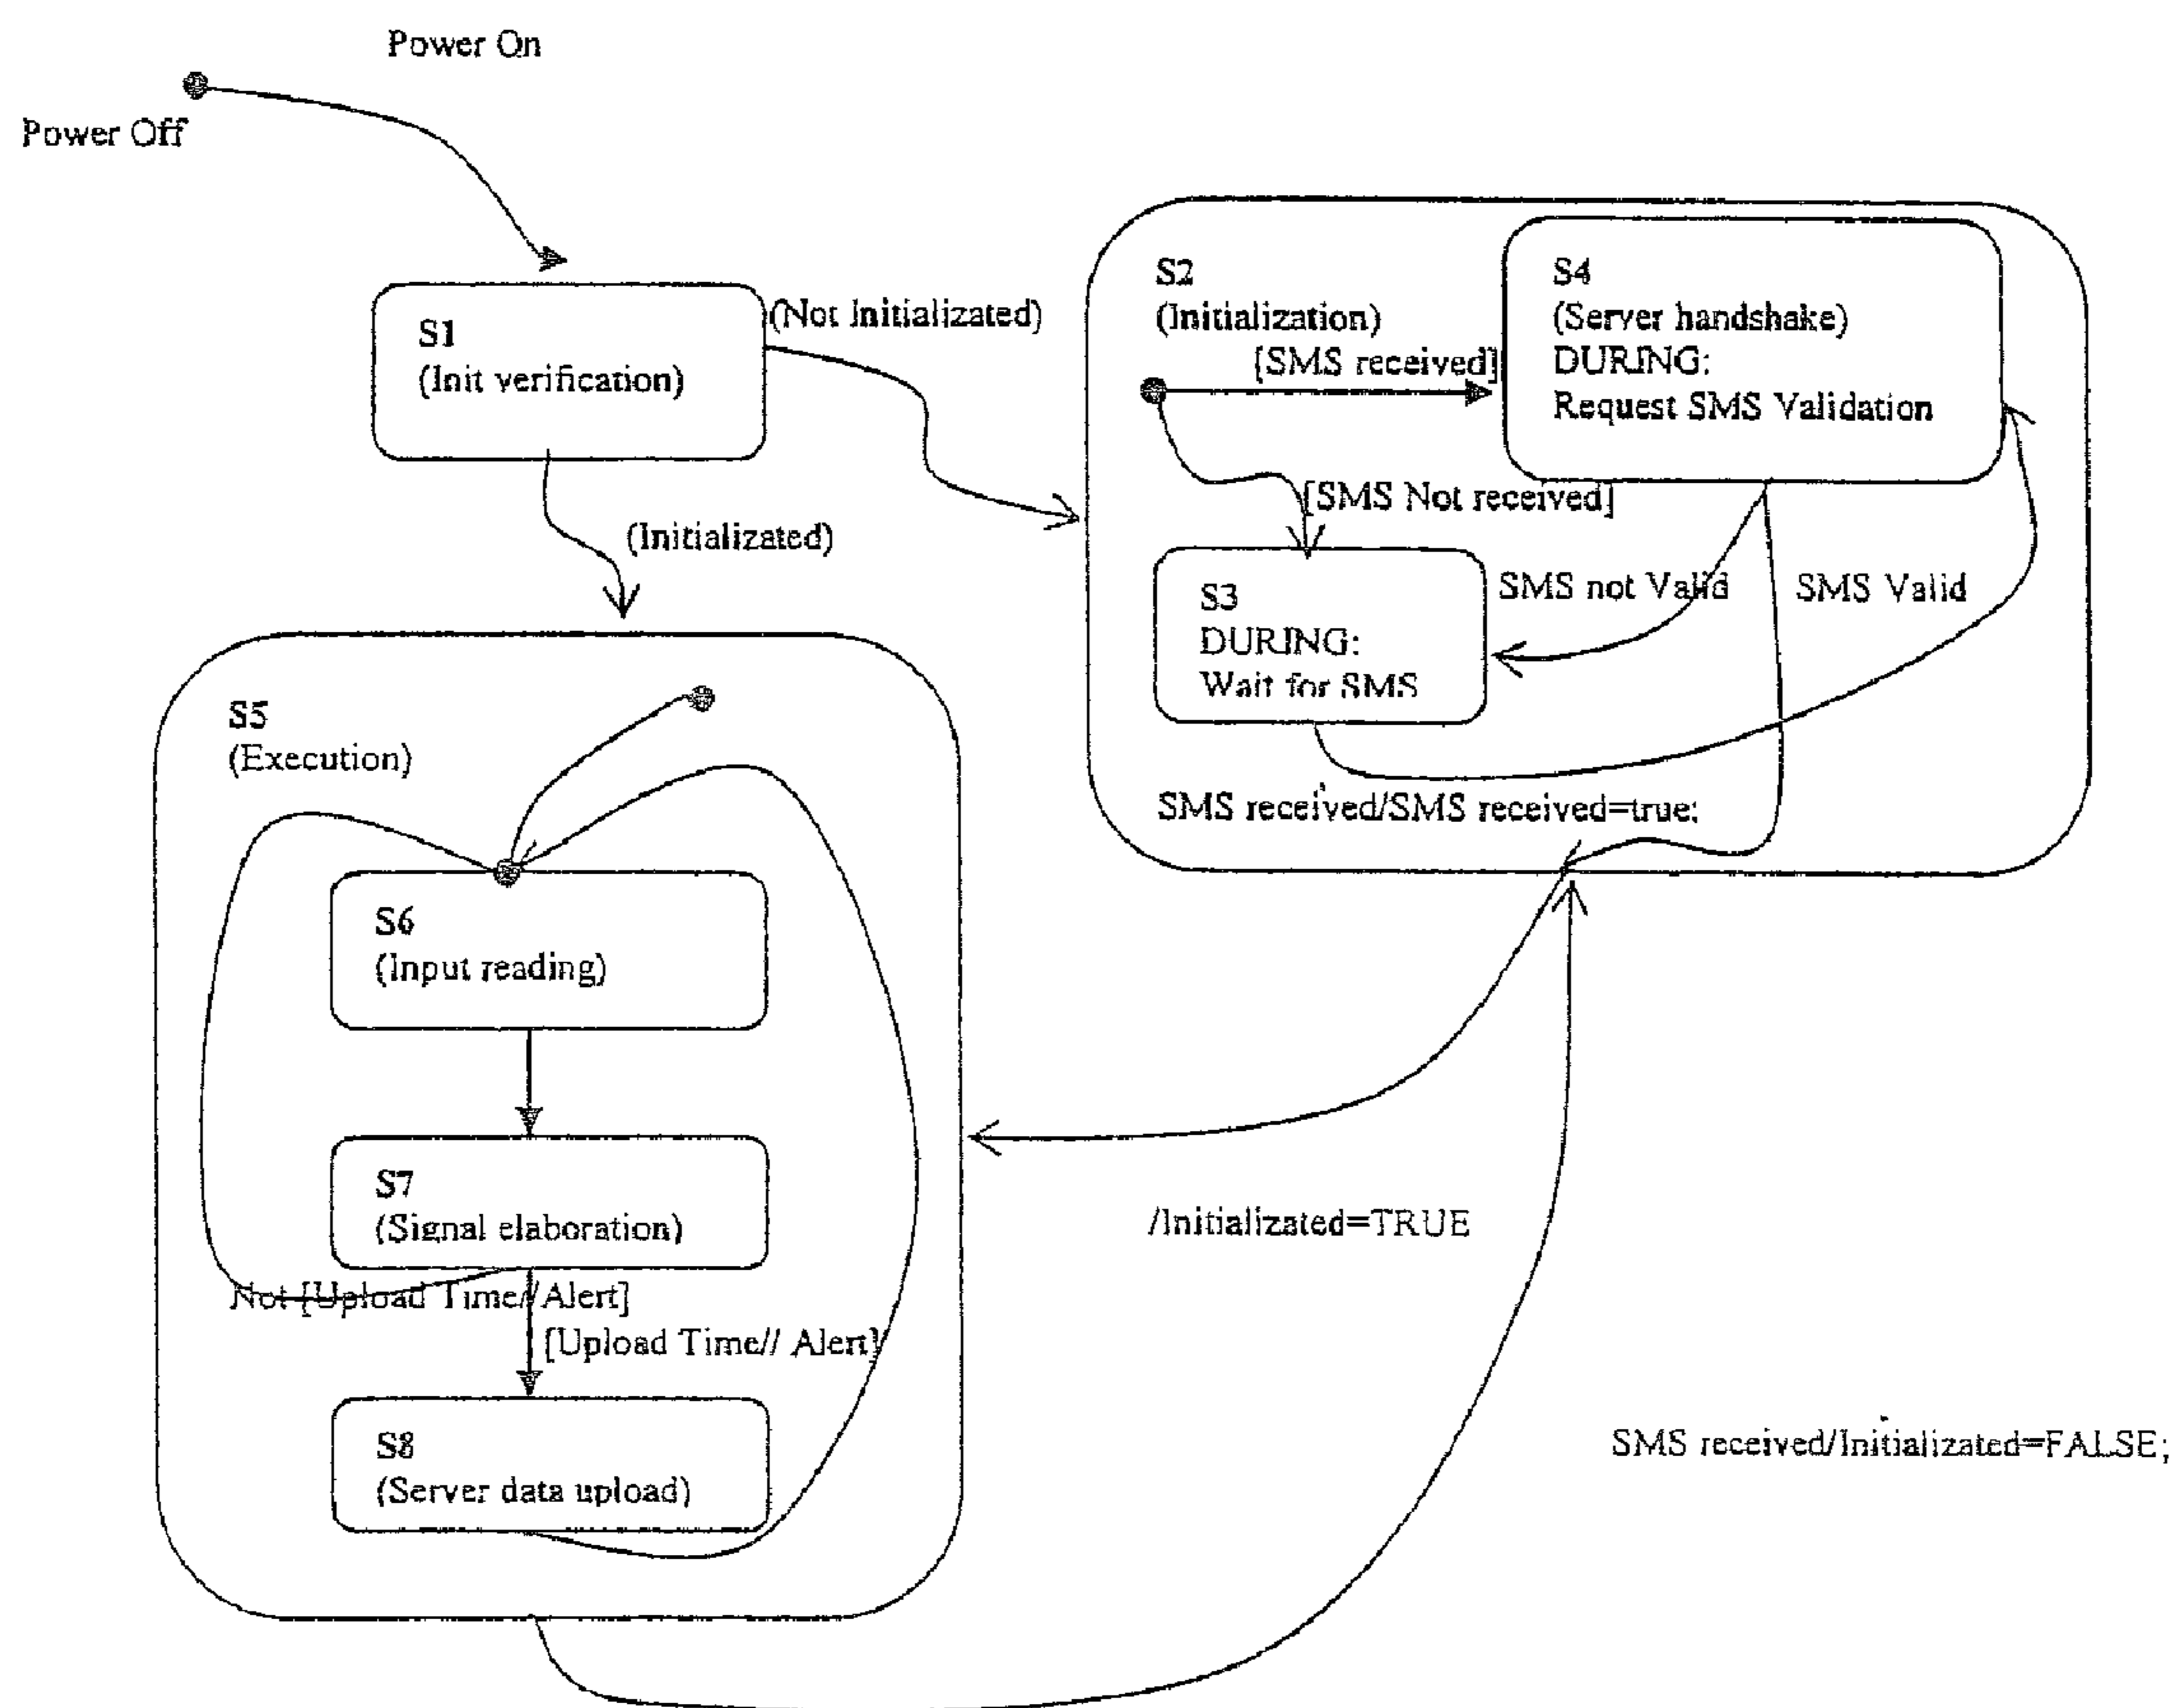 Power On
Power Off
S1
(Init verification)
(Not Initializated)
(Initializated)
S2
(Initialization)
[SMS received]
S4
(Server handshake)
DURING:
Request SMS Validation
[SMS Not received]
S3
DURING:
Wait for SMS
SMS not Valid
SMS Valid
SMS received/SMS received=true;
S5
(Execution)
S6
(Input reading)
S7
(Signal elaboration)
Not [Upload Time//Alert]
[Upload Time// Alert]
S8
(Server data upload)
/Initializated=TRUE
SMS received/Initializated=FALSE;